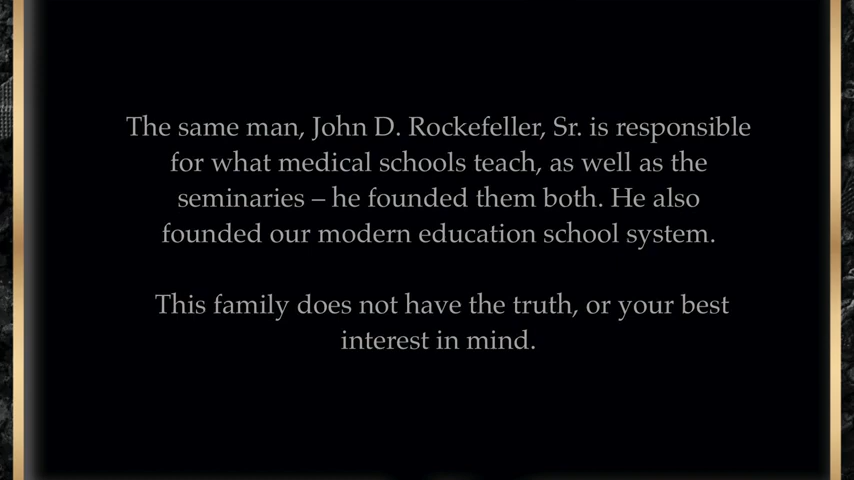 The same man, John D. Rockefeller, Sr. is responsible
for what medical schools teach, as well as the
seminaries – he founded them both. He also
founded our modern education school system.
This family does not have the truth, or your best
interest in mind.